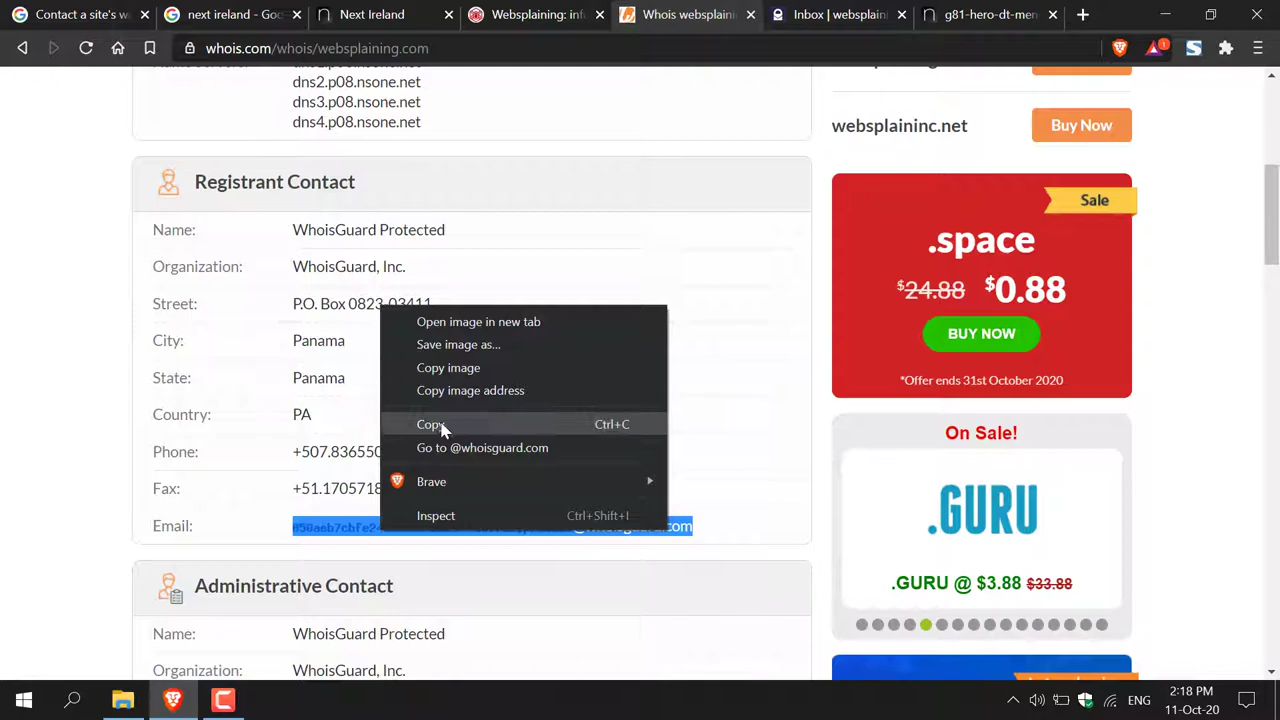 Contact a site's w
next ireland - Go
Next Ireland
Websplaining: inf
Whois websplainin
Inbox | websplain
g81-hero-dt-men
whois.com/whois/websplaining.com
1
dns2.p08.nsone.net
dns3.p08.nsone.net
dns4.p08.nsone.net
Registrant Contact
Name: WhoisGuard Protected
Organization: WhoisGuard, Inc.
Street: P.O. Box 0823-03411
City: Panama
State: Panama
Country: PA
Phone: +507.836550
Fax: +51.1705718
Email: @whoisguard.com
Open image in new tab
Save image as...
Copy image
Copy image address
Copy Ctrl+C
Go to @whoisguard.com
Brave
Inspect Ctrl+Shift+I
Administrative Contact
Name: WhoisGuard Protected
Organization: WhoisGuard, Inc.
websplaininc.net Buy Now
Sale
.space
$24.88 $0.88
BUY NOW
*Offer ends 31st October 2020
On Sale!
.GURU
.GURU @ $3.88 $33.88
ENG
2:18 PM
11-Oct-20